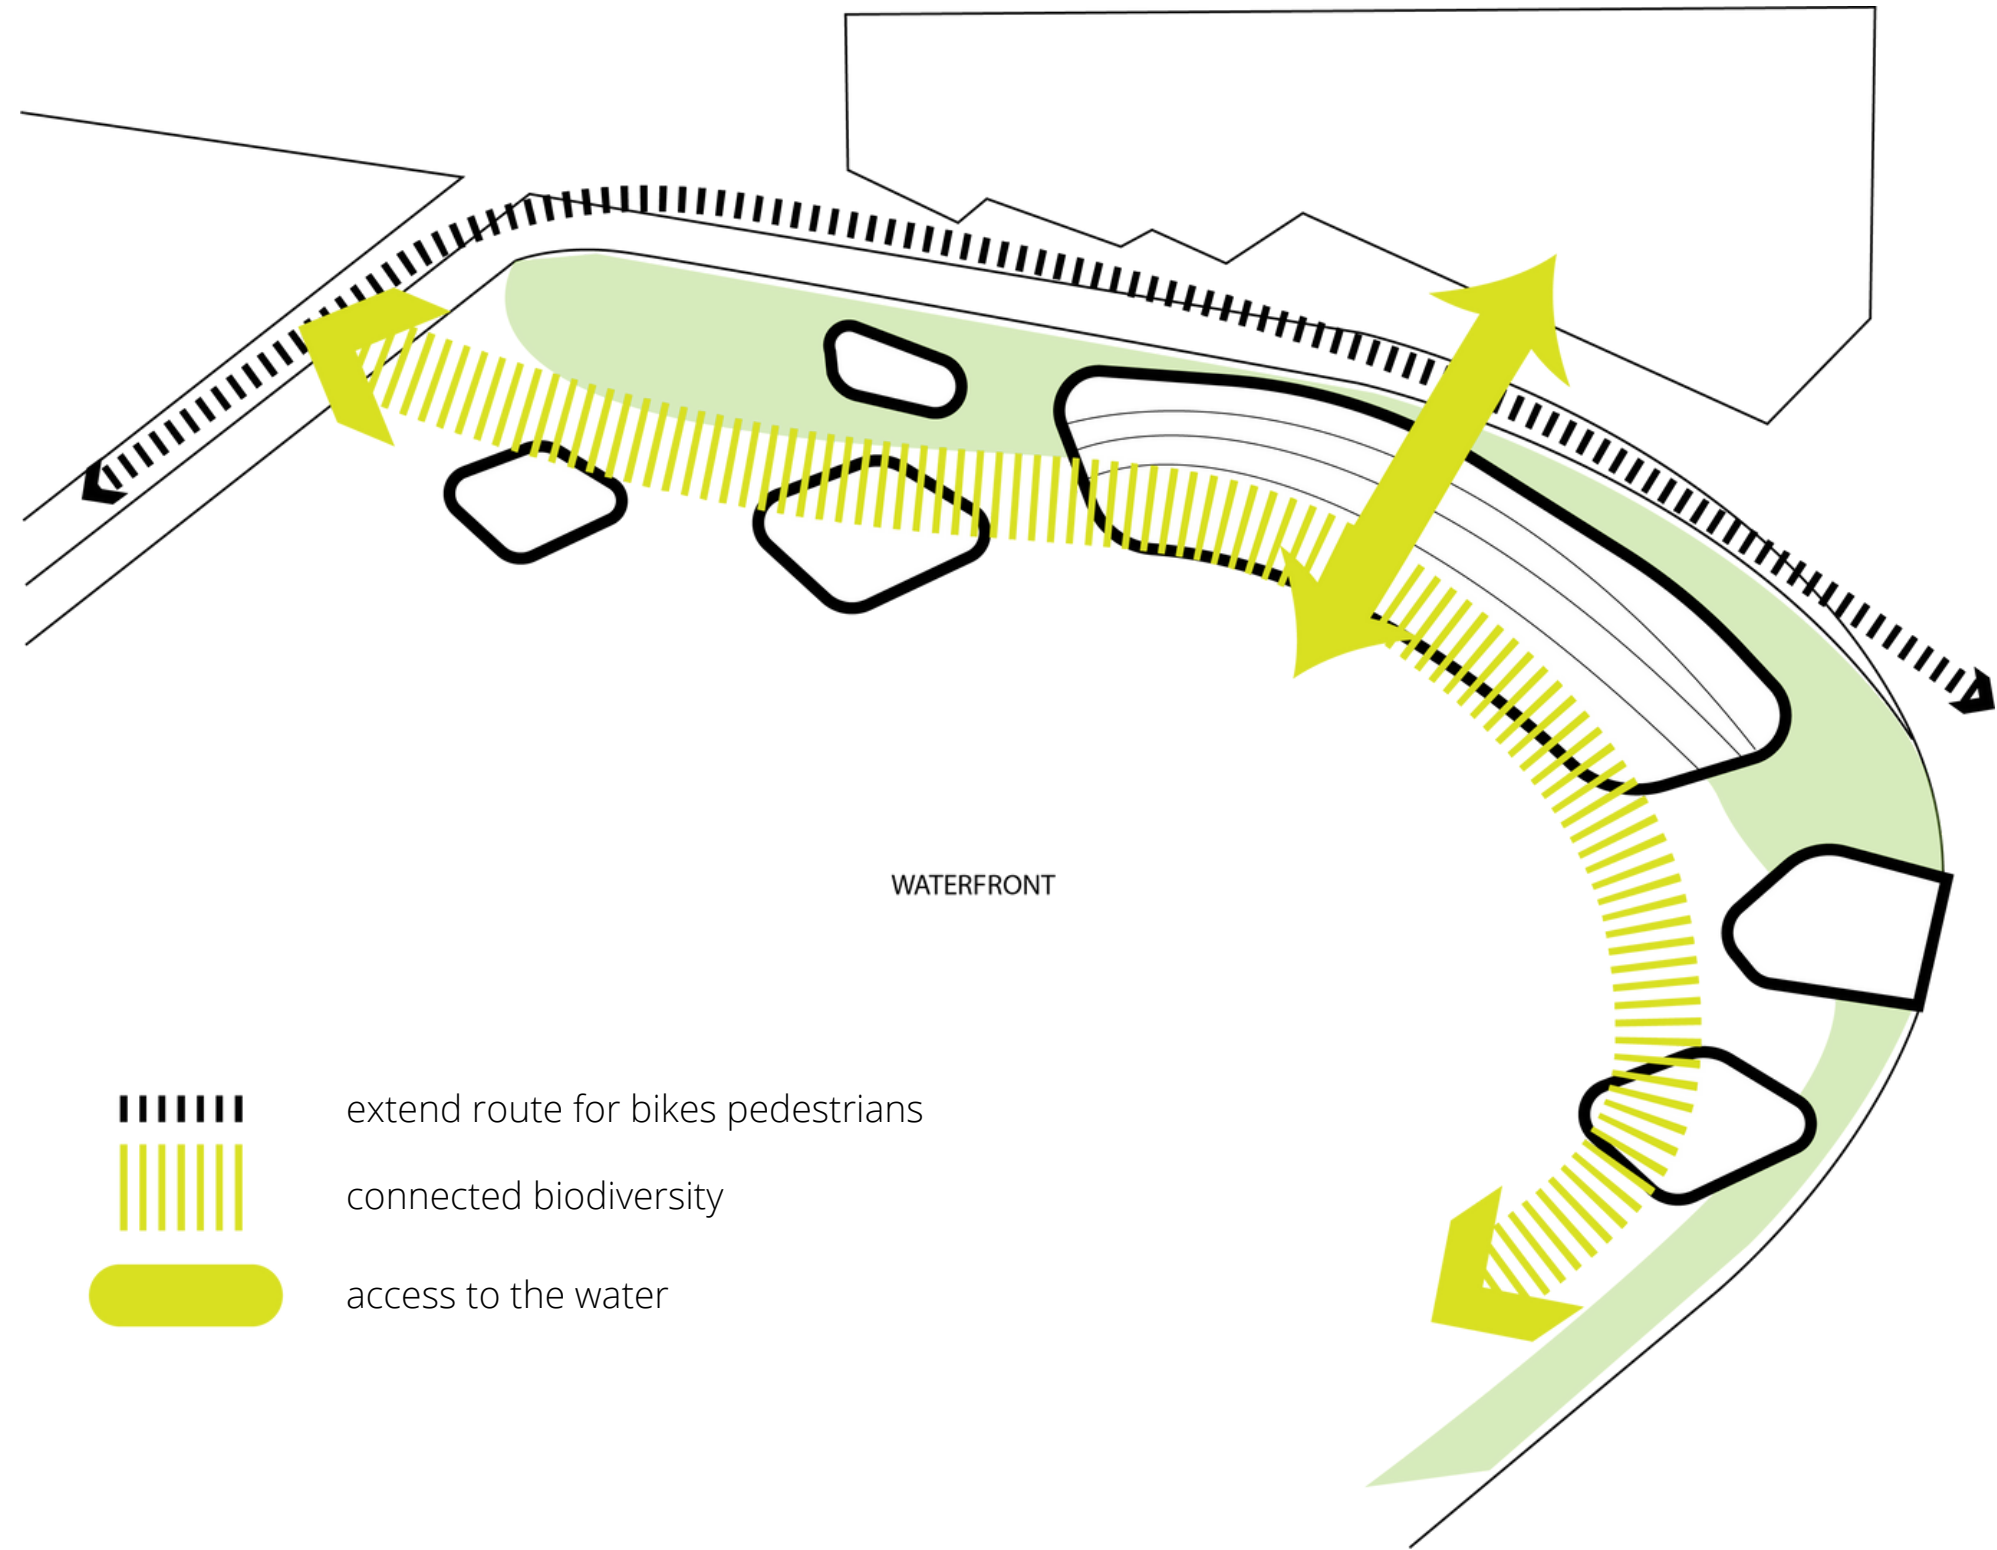 WATERFRONT
extend route for bikes pedestrians
connected biodiversity
access to the water